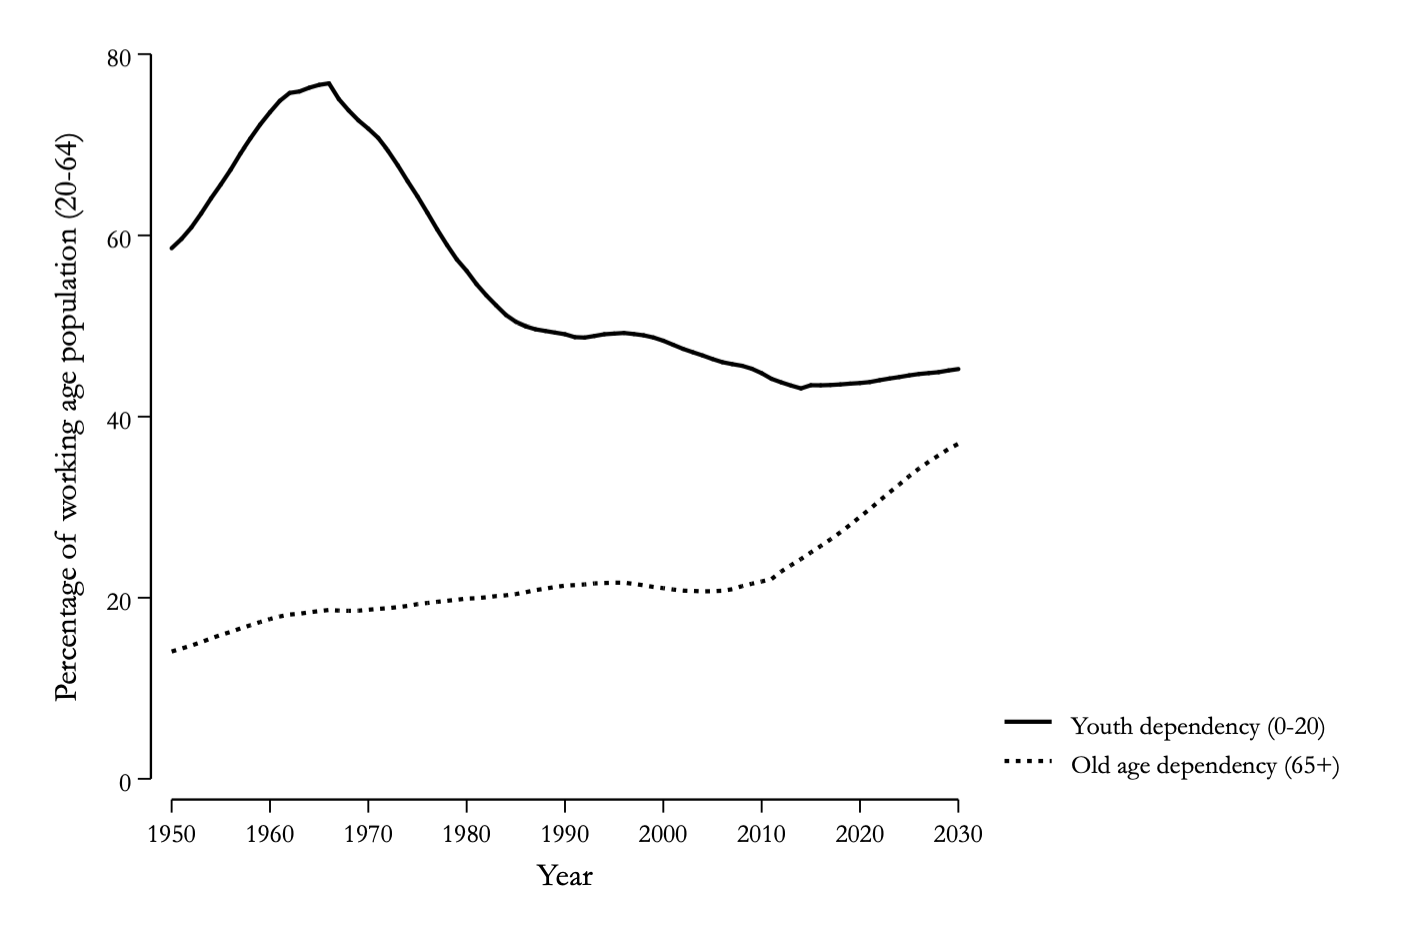 80
60
40
20
0
Percentage of working age population (20-64)
1950 1960 1970 1980 1990 2000 2010 2020 2030
Year
Youth dependency (0-20)
Old age dependency (65+)